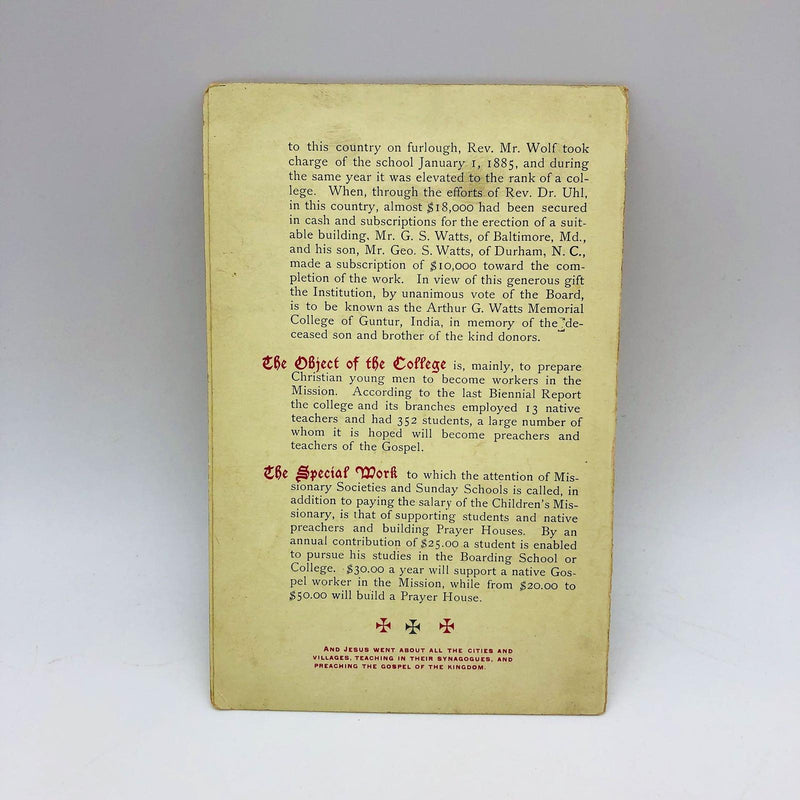 to this country on furlough, Rev. Mr. Wolf took
charge of the school January 1, 1885, and during
the same year it was elevated to the rank of a col-
lege. When, through the efforts of Rev. Dr. Uhl,
in this country, almost $18,000 had been secured
in cash and subscriptions for the erection of a suit-
able building, Mr. G. S. Watts, of Baltimore, Md.,
and his son, Mr. Geo. S. Watts, of Durham, N. C.,
made a subscription of $10,000 toward the com-
pletion of the work. In view of this generous gift
the Institution, by unanimous vote of the Board,
is to be known as the Arthur G. Watts Memorial
College of Guntur, India, in memory of the de-
ceased son and brother of the kind donors.
The Object of the College is, mainly, to prepare
Christian young men to become workers in the
Mission. According to the last Biennial Report
the college and its branches employed 13 native
teachers and had 352 students, a large number of
whom it is hoped will become preachers and
teachers of the Gospel.
The Special Work to which the attention of Mis-
sionary Societies and Sunday Schools is called, in
addition to paying the salary of the Children's Mis-
sionary, is that of supporting students and native
preachers and building Prayer Houses. By an
annual contribution of $25.00 a student is enabled
to pursue his studies in the Boarding School or
College. $30.00 a year will support a native Gos-
pel worker in the Mission, while from $20.00 to
$50.00 will build a Prayer House.
AND JESUS WENT ABOUT ALL THE CITIES AND
VILLAGES, TEACHING IN THEIR SYNAGOGUES, AND
PREACHING THE GOSPEL OF THE KINGDOM.